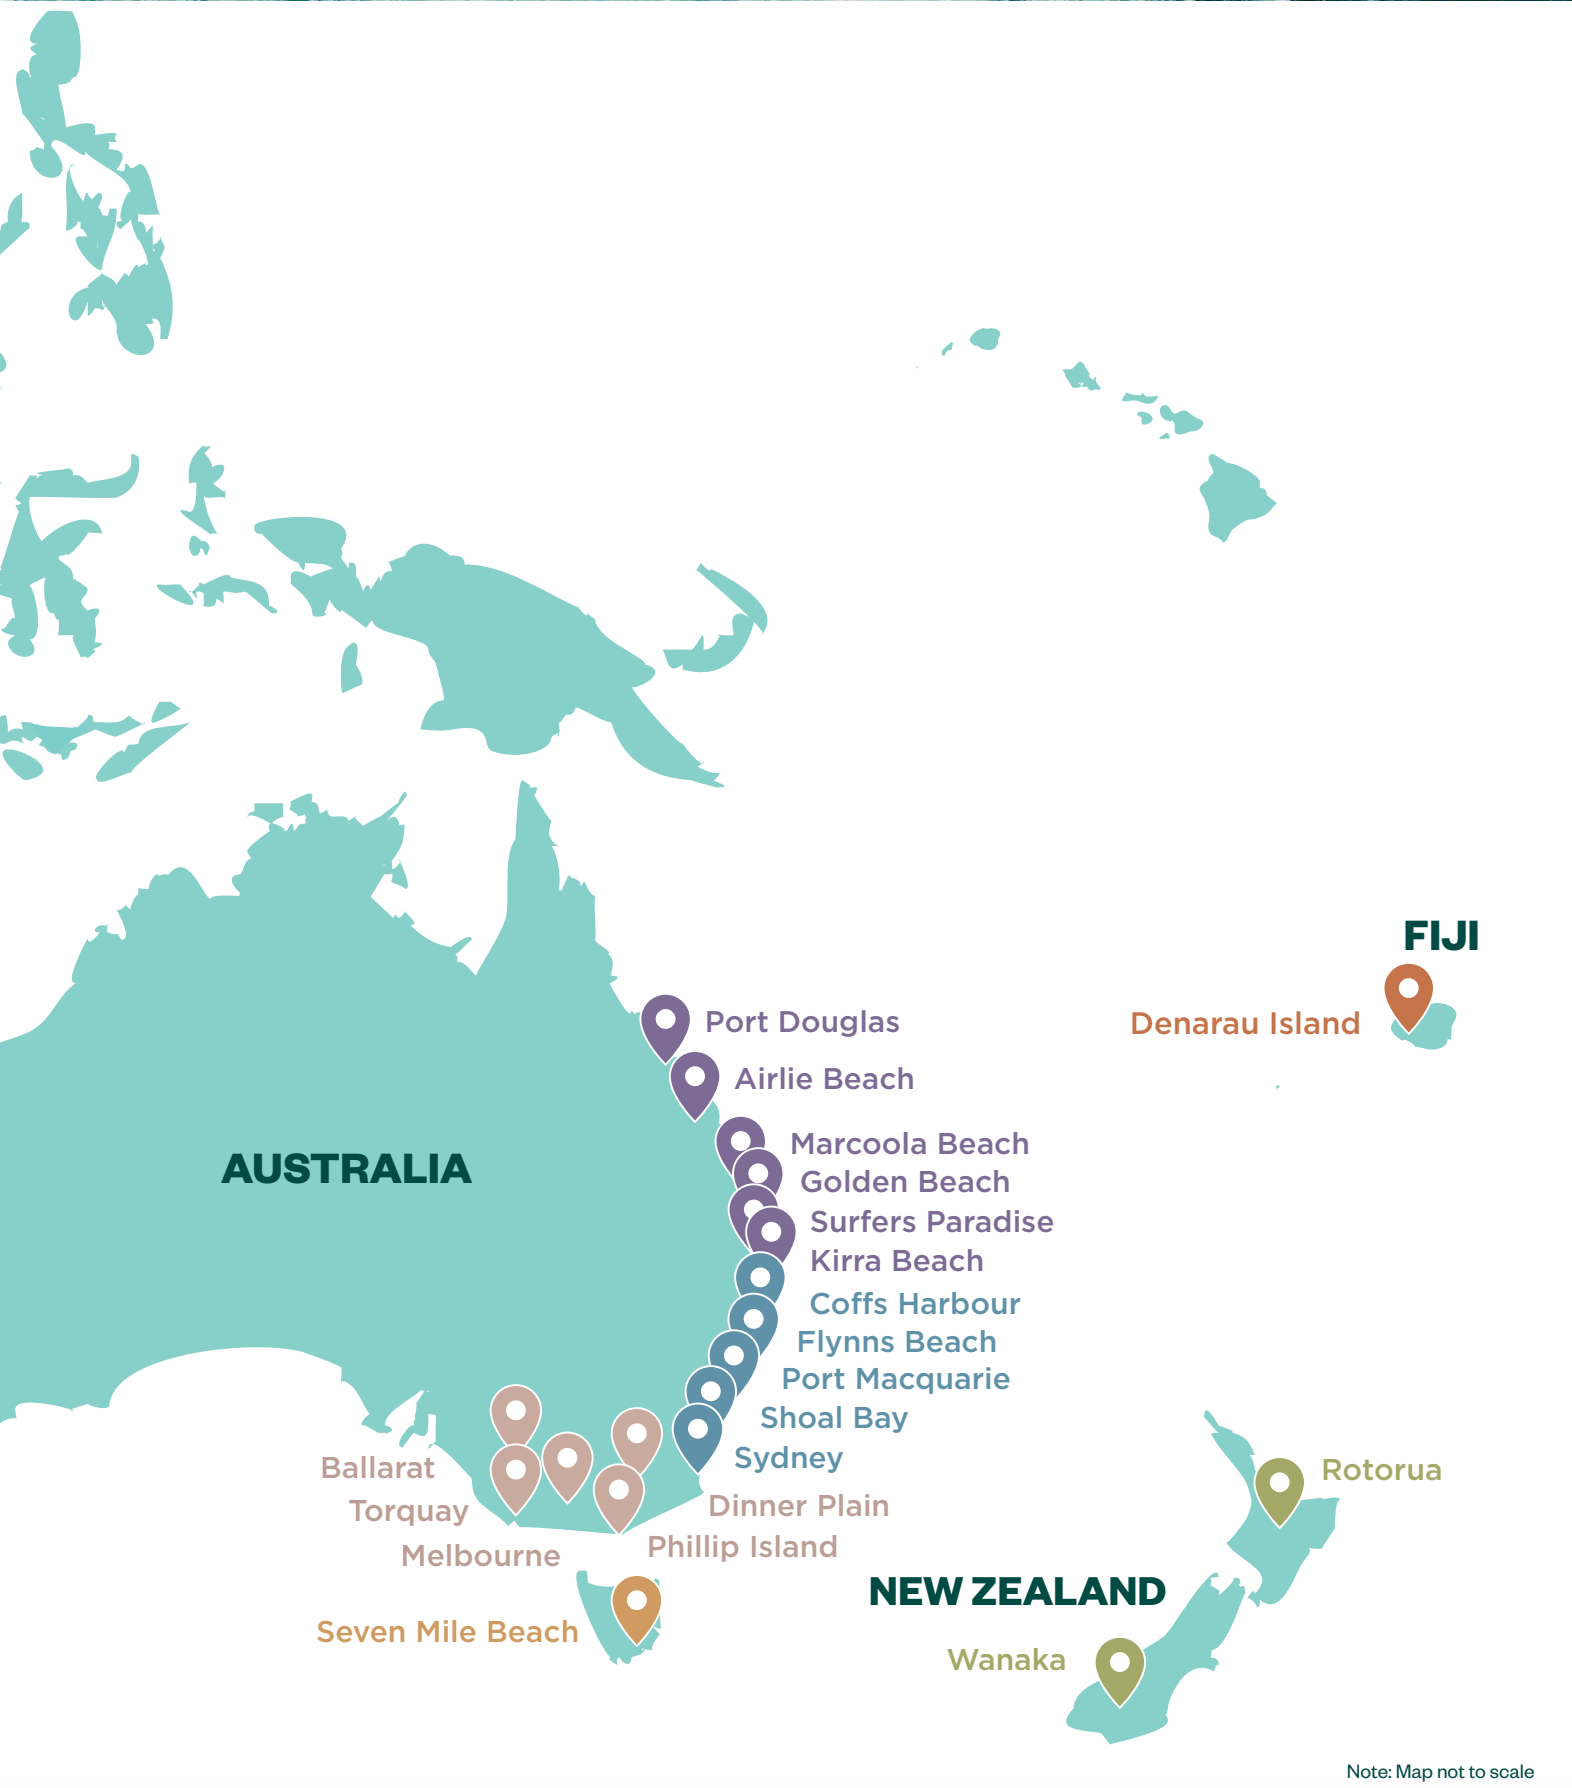 FIJI
Denarau Island
Port Douglas
Airlie Beach
Marcoola Beach
AUSTRALIA
Golden Beach
Surfers Paradise
Kirra Beach
Coffs Harbour
Flynns Beach
Port Macquarie
Shoal Bay
Sydney
Ballarat
Torquay
Melbourne
Dinner Plain
Phillip Island
Seven Mile Beach
Rotorua
NEW ZEALAND
Wanaka
Note: Map not to scale